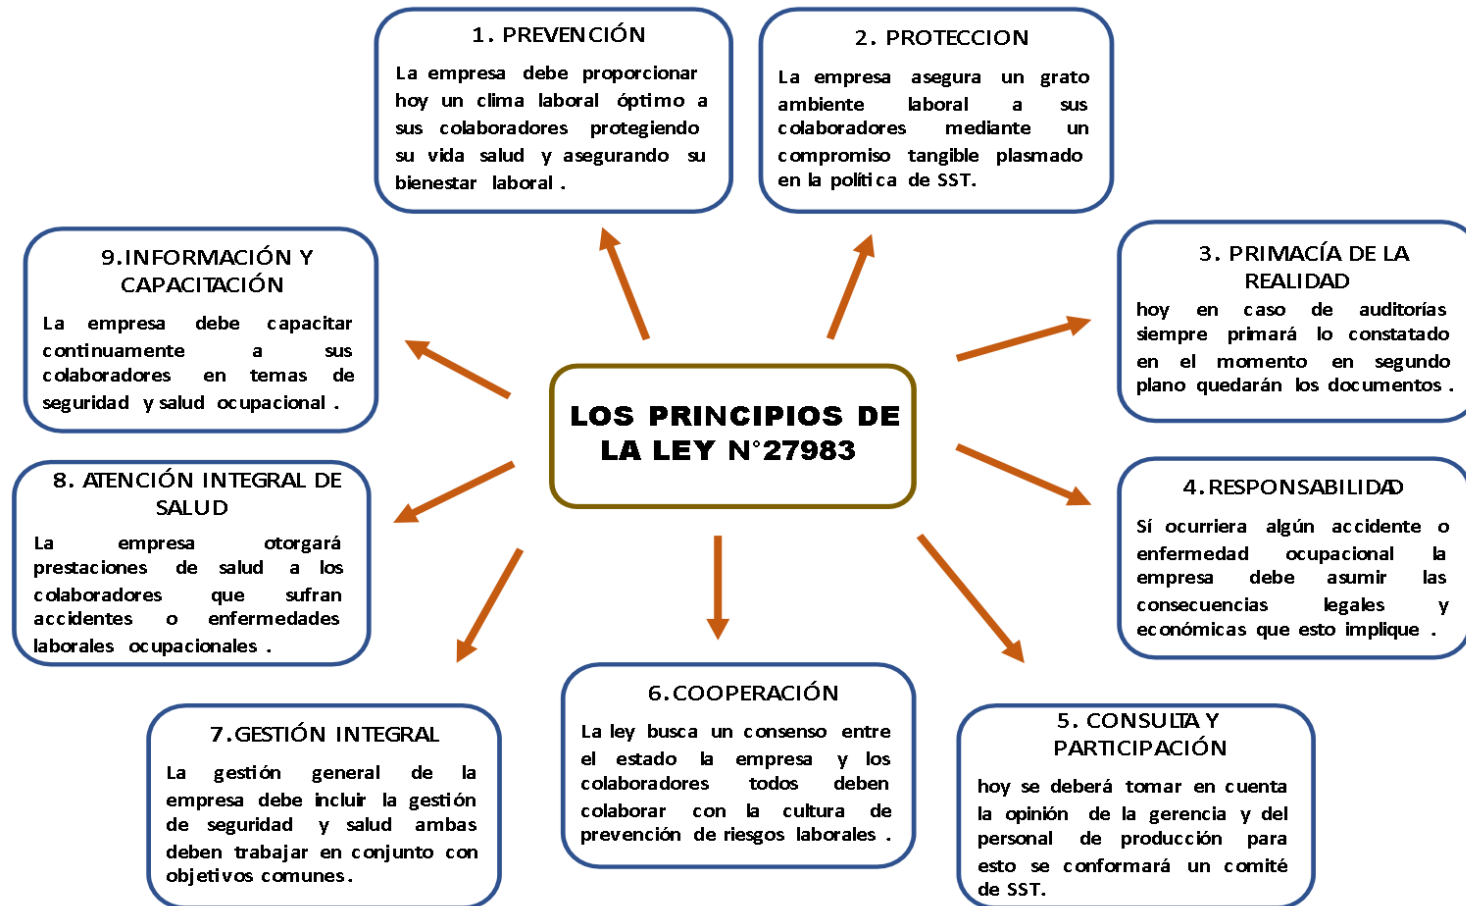 1. PREVENCIÓN
La empresa debe proporcionar
hoy un clima laboral óptimo a
sus colaboradores protegiendo
su vida salud y asegurando su
bienestar laboral .
2. PROTECCION
La empresa asegura un grato
ambiente laboral a sus
colaboradores mediante un
compromiso tangible plasmado
en la política de SST.
3. PRIMACÍA DE LA
REALIDAD
hoy en caso de auditorías
siempre primará lo constatado
en el momento en segundo
plano quedarán los documentos .
4.RESPONSABILIDAD
Sí ocurriera algún accidente o
enfermedad ocupacional la
empresa debe asumir las
consecuencias legales y
económicas que esto implique .
5. CONSULTA Y
PARTICIPACIÓN
hoy se deberá tomar en cuenta
la opinión de la gerencia y del
personal de producción para
esto se conformará un comité
de SST.
6.COOPERACIÓN
La ley busca un consenso entre
el estado la empresa y los
colaboradores todos deben
colaborar con la cultura de
prevención de riesgos laborales .
7.GESTIÓN INTEGRAL
La gestión general de la
empresa debe incluir la gestión
de seguridad y salud ambas
deben trabajar en conjunto con
objetivos comunes.
8. ATENCIÓN INTEGRAL DE
SALUD
La empresa otorgará
prestaciones de salud a los
colaboradores que sufran
accidentes o enfermedades
laborales ocupacionales .
9.INFORMACIÓN Y
CAPACITACIÓN
La empresa debe capacitar
continuamente a sus
colaboradores en temas de
seguridad y salud ocupacional .
LOS PRINCIPIOS DE
LA LEY N°27983